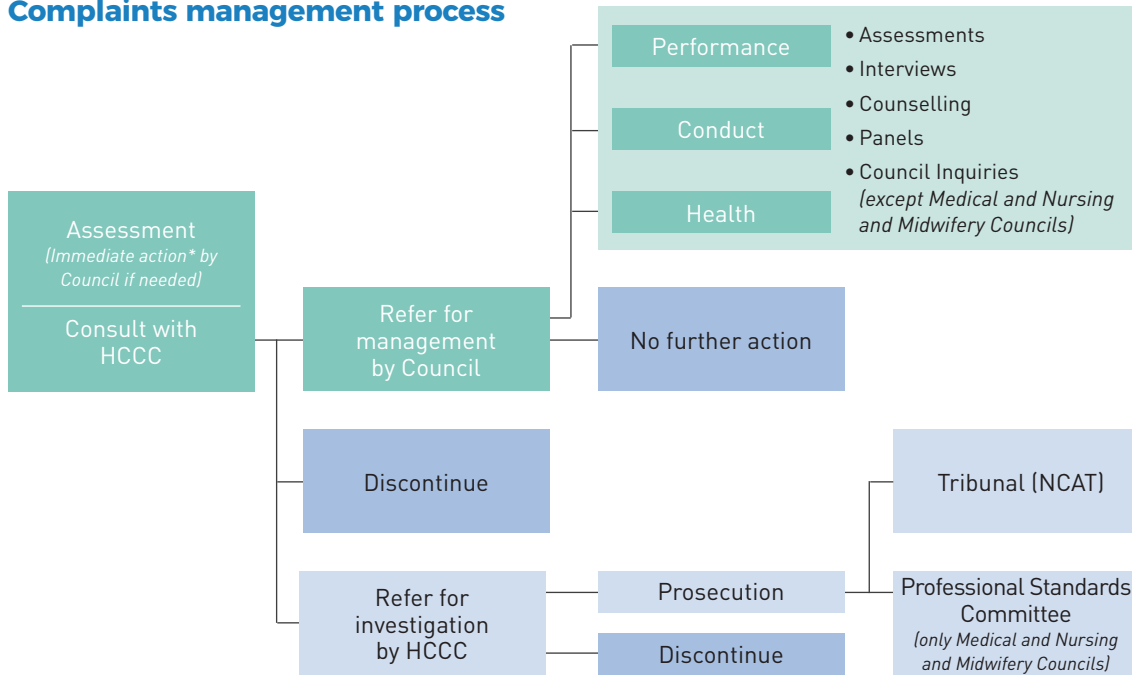 Complaints management process
Performance
Conduct
Health
• Assessments
• Interviews
• Counselling
• Panels
• Council Inquiries
(except Medical and Nursing
and Midwifery Councils)
Assessment
(Immediate action* by
Council if needed)
Consult with
HCCC
Refer for
management
by Council
No further action
Discontinue
Tribunal (NCAT)
Refer for
investigation
by HCCC
Prosecution
Discontinue
Professional Standards
Committee
(only Medical and Nursing
and Midwifery Councils)